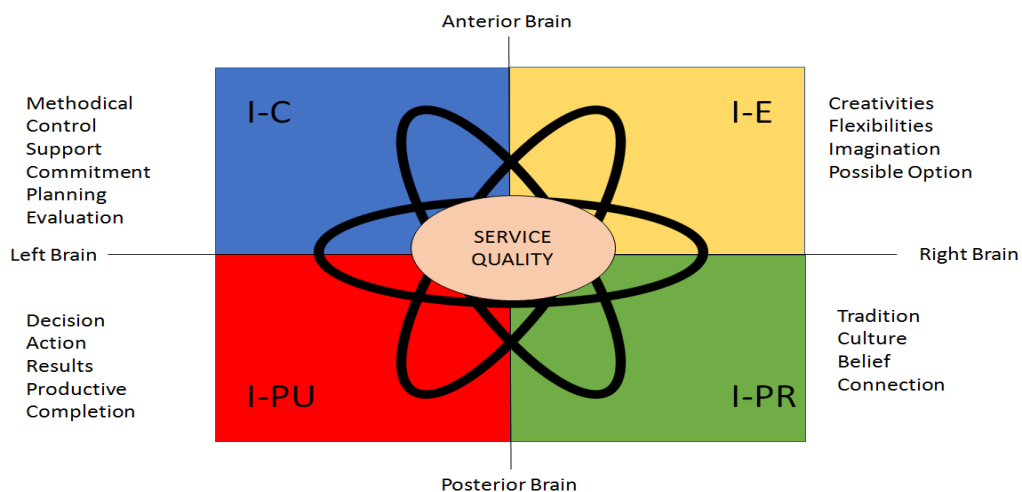 Anterior Brain
I-C
I-E
Methodical
Control
Support
Commitment
Planning
Evaluation
Creativities
Flexibilities
Imagination
Possible Option
SERVICE
QUALITY
Left Brain
Right Brain
Decision
Action
Results
Productive
Completion
I-PU
I-PR
Tradition
Culture
Belief
Connection
Posterior Brain